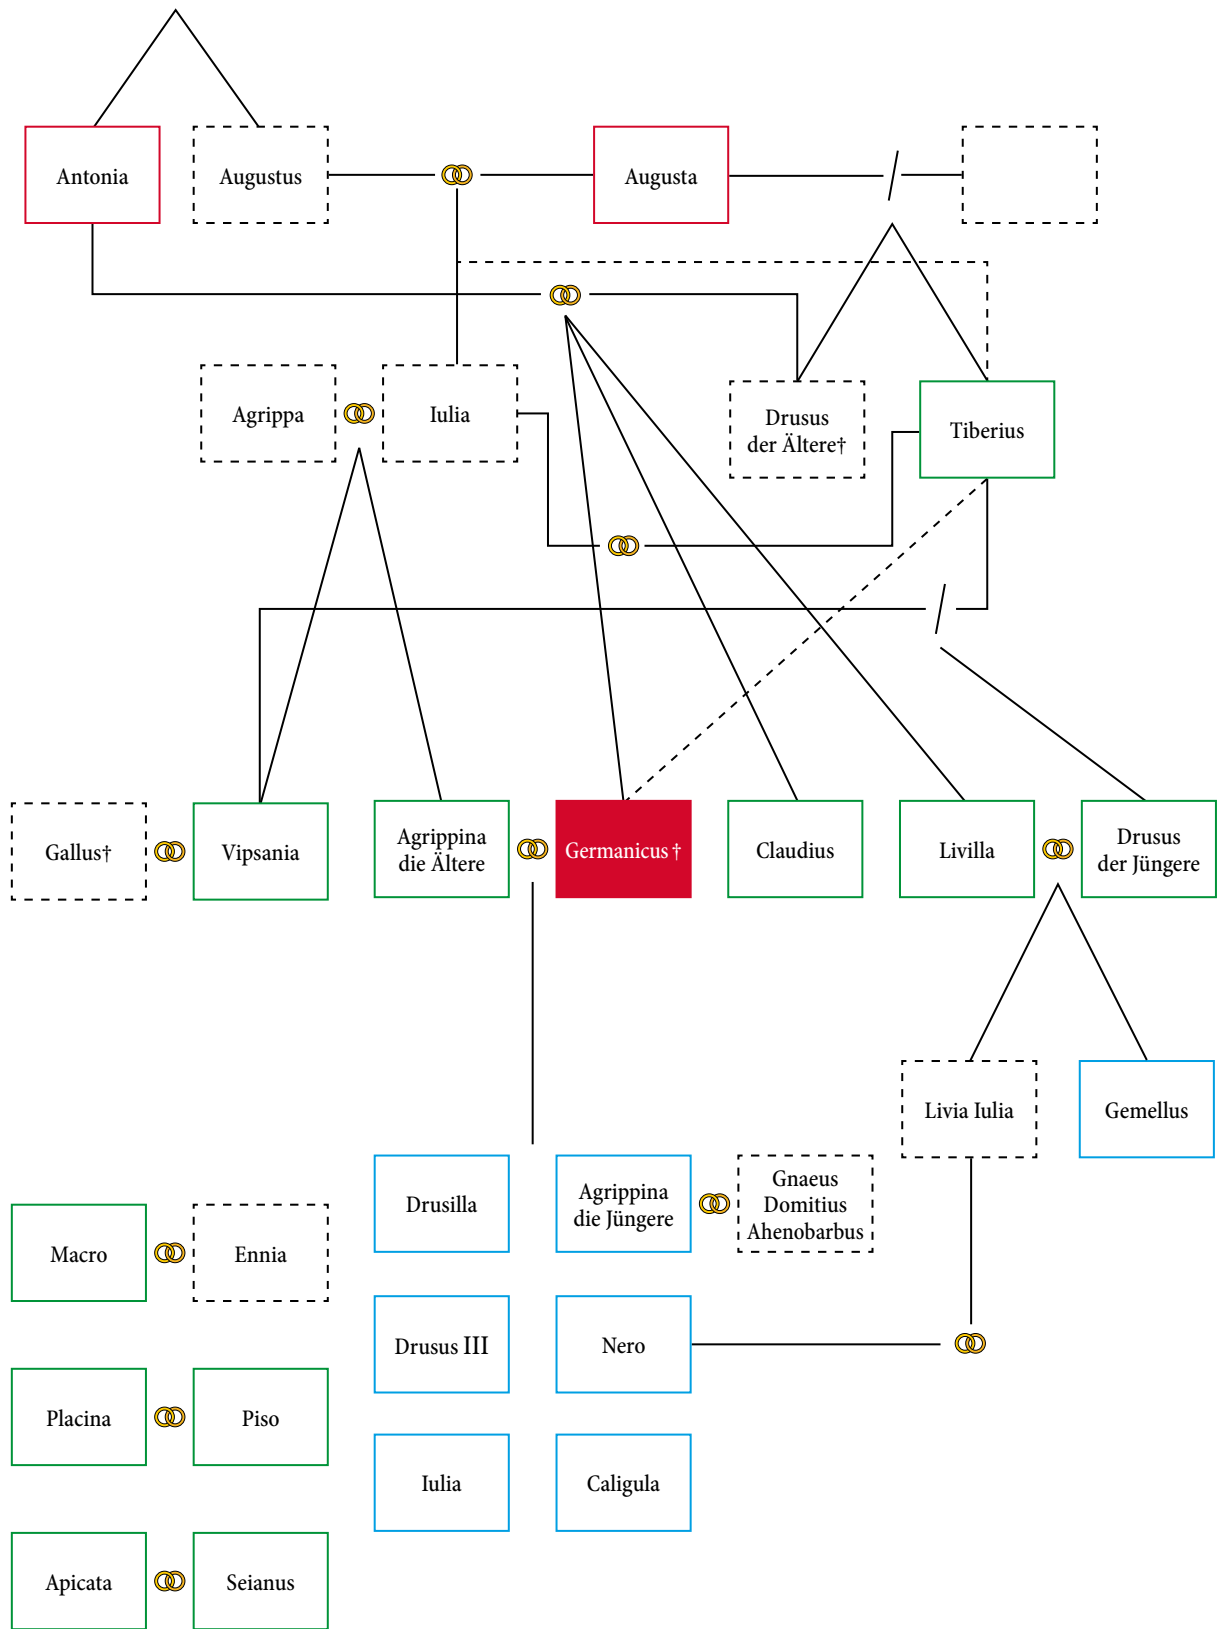 Antonia
Augustus
Augusta
Agrippa
Iulia
Drusus
der Ältere†
Tiberius
Gallus†
Vipsania
Agrippina
die Ältere
Germanicus †
Claudius
Livilla
Drusus
der Jüngere
Livia Iulia
Gemellus
Drusilla
Agrippina
die Jüngere
Gnaeus
Domitius
Ahenobarbus
Macro
Ennia
Drusus III
Nero
Placina
Piso
Iulia
Caligula
Apicata
Seianus